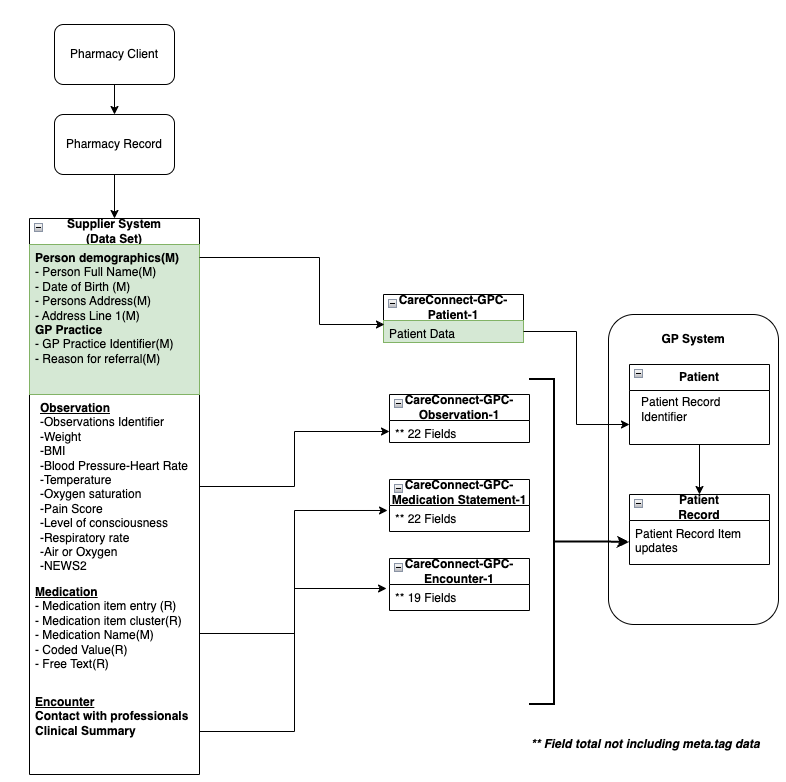 Pharmacy Client
Pharmacy Record
Supplier System
(Data Set)
Person demographics(M)
- Person Full Name(M)
- Date of Birth (M)
- Persons Address(M)
- Address Line 1(M)
GP Practice
- GP Practice Identifier(M)
- Reason for referral(M)
Observation
-Observations Identifier
-Weight
-BMI
-Blood Pressure-Heart Rate
-Temperature
-Oxygen saturation
-Pain Score
-Level of consciousness
-Respiratory rate
-Air or Oxygen
-NEWS2
Medication
- Medication item entry (R)
- Medication item cluster(R)
- Medication Name(M)
- Coded Value(R)
- Free Text(R)
Encounter
Contact with professionals
Clinical Summary
CareConnect-GPC-
Patient-1
Patient Data
CareConnect-GPC-
Observation-1
** 22 Fields
CareConnect-GPC-
Medication Statement-1
** 22 Fields
CareConnect-GPC-
Encounter-1
** 19 Fields
GP System
Patient
Patient Record
Identifier
Patient
Record
Patient Record Item
updates
** Field total not including meta.tag data